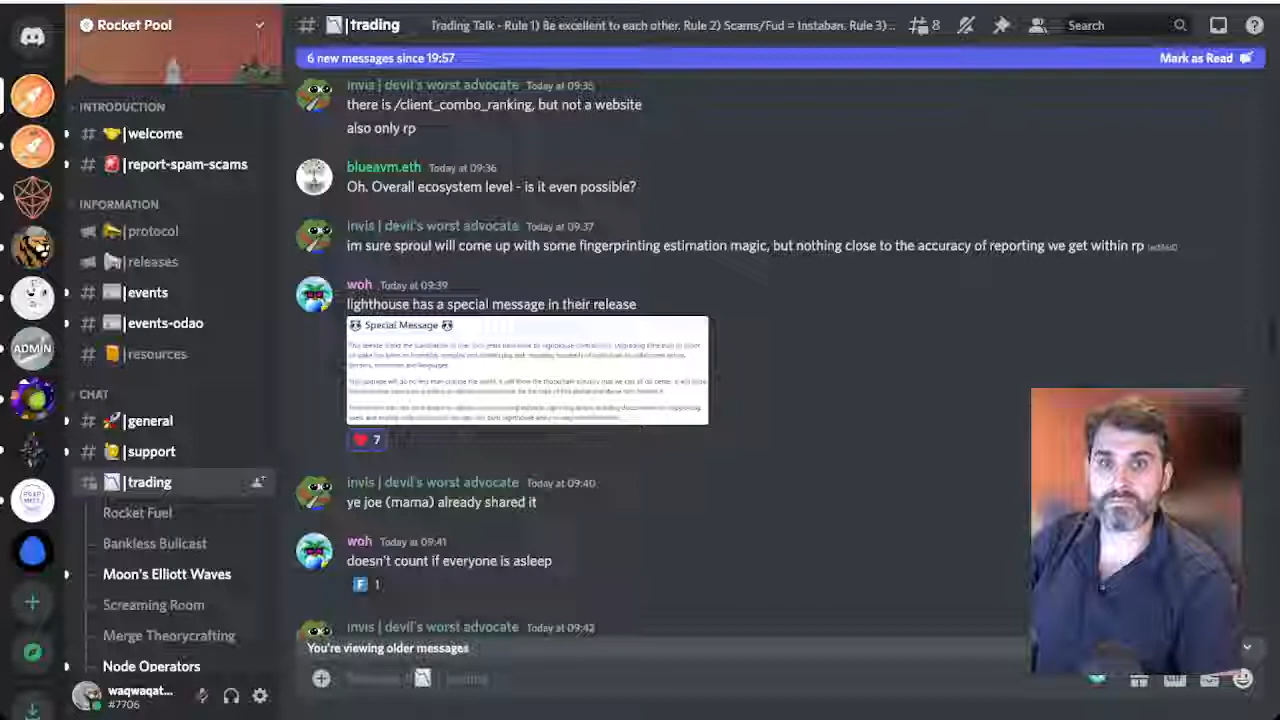 Rocket Pool
INTRODUCTION
# |welcome
# |report-spam-scams
INFORMATION
|protocol
|releases
# |events
# |events-odao
# |resources
CHAT
# |general
# |support
|trading
Rocket Fuel
Bankless Bullcast
Moon's Elliott Waves
Screaming Room
Merge Theorycrafting
Node Operators
waqwaqat...
#7706
ADMIN
|trading
Trading Talk - Rule 1) Be excellent to each other. Rule 2) Scams/Fud = Instaban. Rule 3) ...
8
Search
6 new messages since 19:57
Mark as Read
invis | devil's worst advocate Today at 09:35
there is /client_combo_ranking, but not a website
also only rp
blueavm.eth Today at 09:36
Oh. Overall ecosystem level - is it even possible?
invis | devil's worst advocate Today at 09:37
im sure sproul will come up with some fingerprinting estimation magic, but nothing close to the accuracy of reporting we get within rp (edited)
woh Today at 09:39
lighthouse has a special message in their release
Special Message
7
invis | devil's worst advocate Today at 09:40
ye joe (mama) already shared it
woh Today at 09:41
doesn't count if everyone is asleep
F 1
invis | devil's worst advocate Today at 09:42
You're viewing older messages